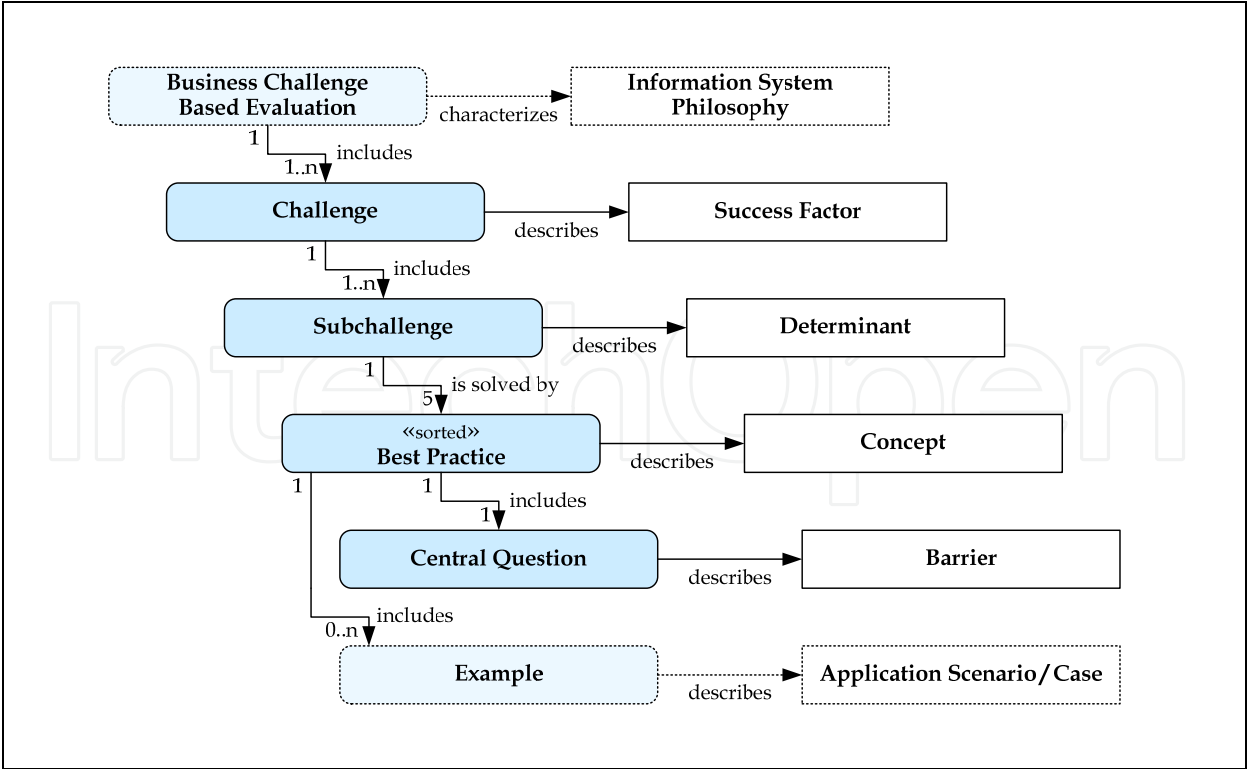 Business Challenge
Based Evaluation
characterizes
Information System
Philosophy
1
includes
1..n
Challenge
describes
Success Factor
1
includes
1..n
Subchallenge
describes
Determinant
1
is solved by
5
«sorted»
Best Practice
describes
Concept
1
1
includes
1
Central Question
describes
Barrier
includes
0..n
Example
describes
Application Scenario/Case
IntechOpen